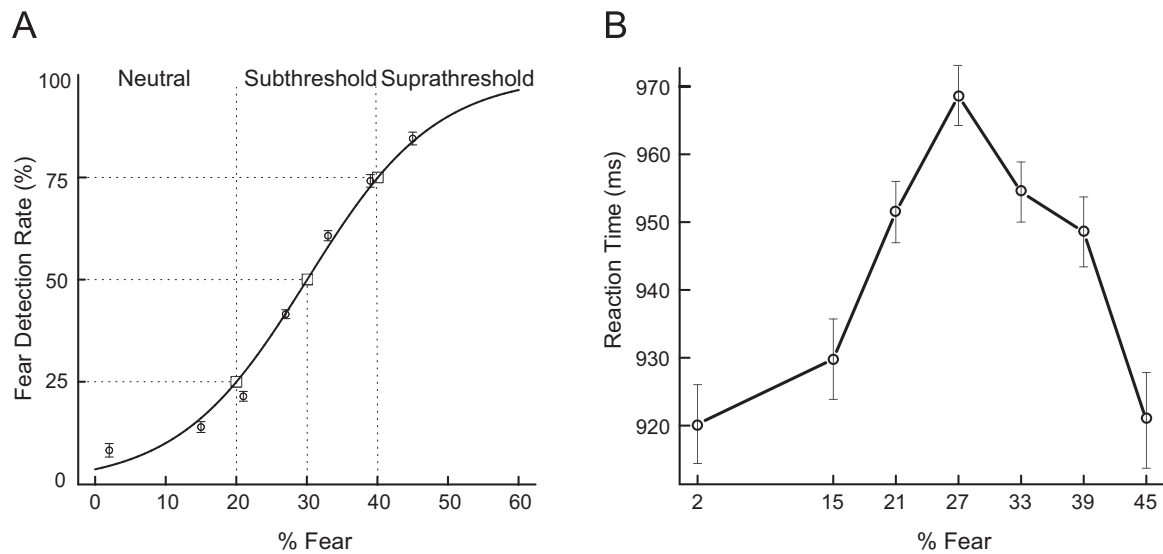 A
Neutral Subthreshold Suprathreshold
100
75
50
25
0
Fear Detection Rate (%)
0 10 20 30 40 50 60
% Fear
B
970
960
950
940
930
920
Reaction Time (ms)
2 15 21 27 33 39 45
% Fear